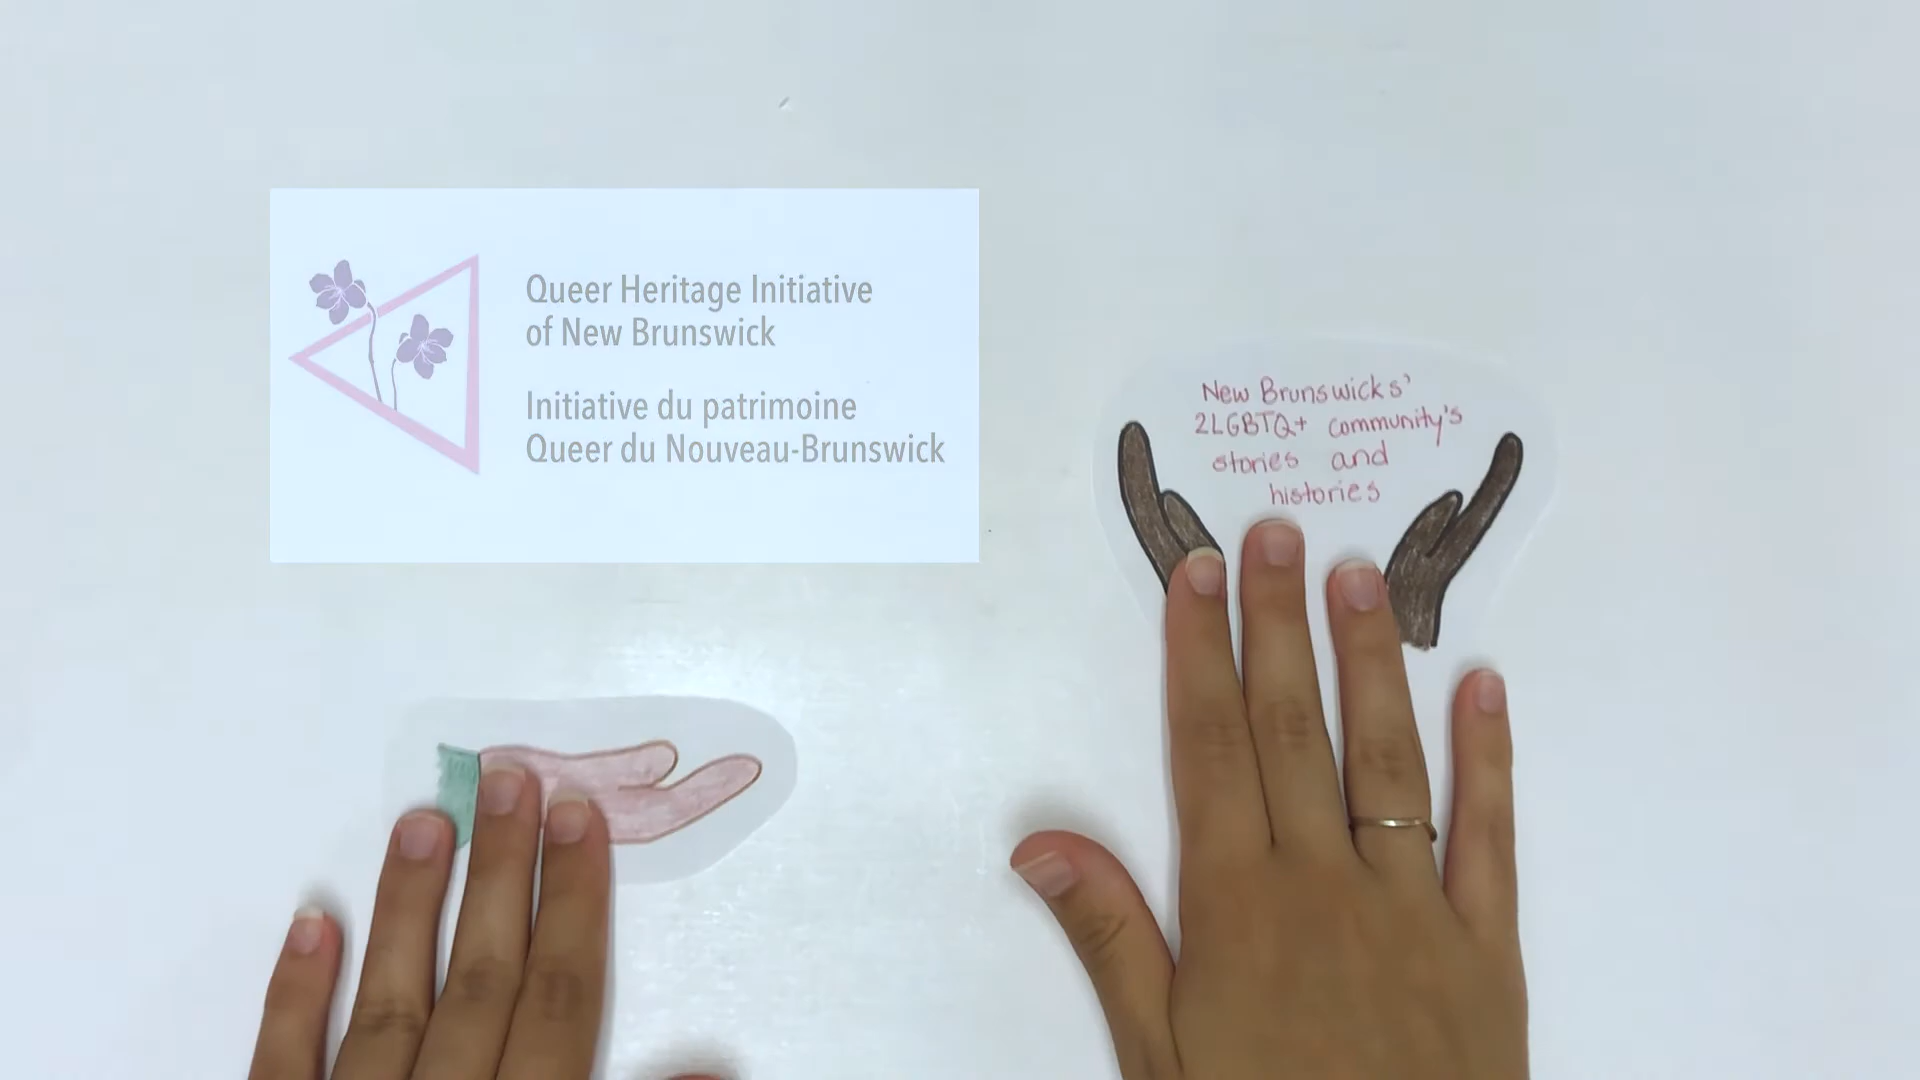 Queer Heritage Initiative
of New Brunswick
Initiative du patrimoine
Queer du Nouveau-Brunswick
New Brunswicks'
2LGBTQ+ community's
stories and
histories